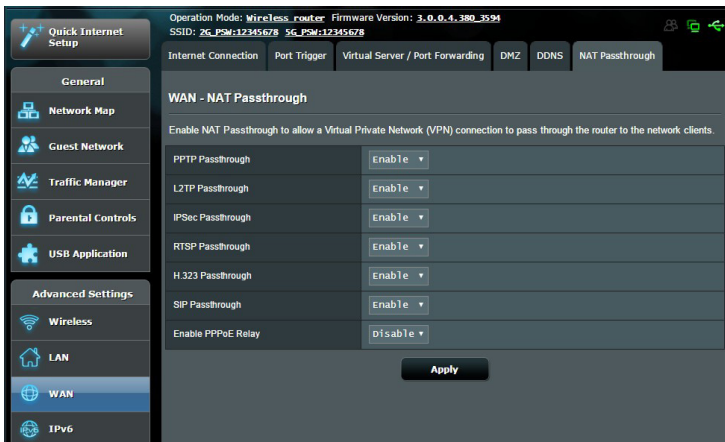 Quick Internet
Setup
Operation Mode: Wireless router Firmware Version: 3.0.0.4.380_3594
SSID: 2G_PSW:12345678 5G_PSW:12345678
Internet Connection Port Trigger Virtual Server / Port Forwarding DMZ DDNS NAT Passthrough
General
Network Map
Guest Network
Traffic Manager
Parental Controls
USB Application
Advanced Settings
Wireless
LAN
WAN
IPv6
WAN - NAT Passthrough
Enable NAT Passthrough to allow a Virtual Private Network (VPN) connection to pass through the router to the network clients.
PPTP Passthrough Enable
L2TP Passthrough Enable
IPSec Passthrough Enable
RTSP Passthrough Enable
H.323 Passthrough Enable
SIP Passthrough Enable
Enable PPPoE Relay Disable
Apply